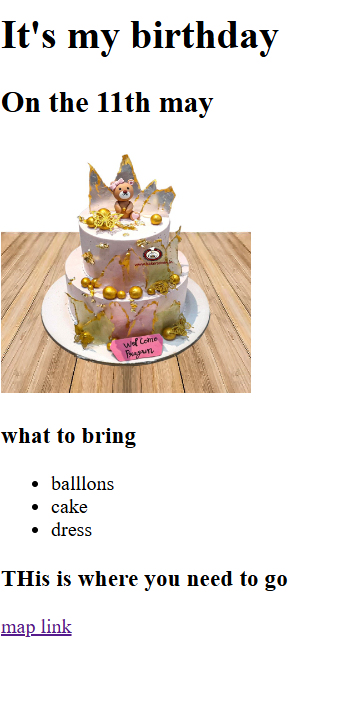 It's my birthday
On the 11th may
Wel Come
what to bring
balllons
cake
dress
THis is where you need to go
map link